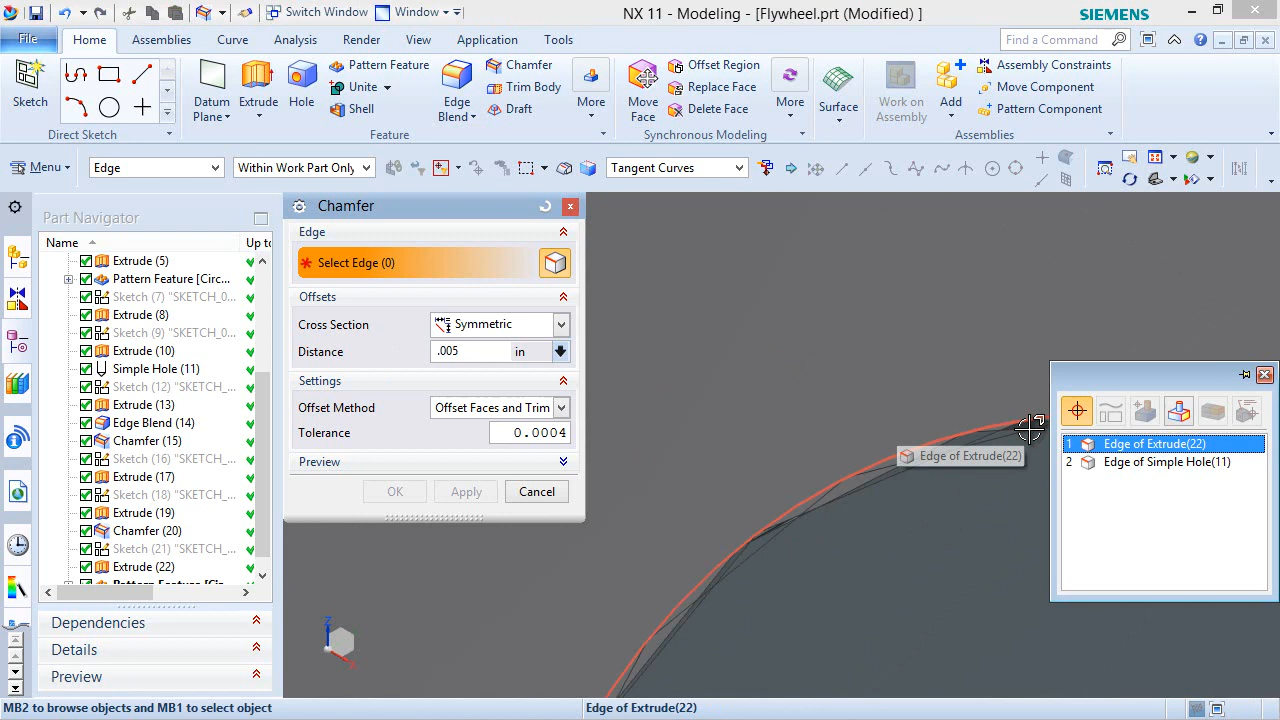 Switch Window
Window
NX 11 - Modeling - [Flywheel.prt (Modified) ]
SIEMENS
File
Home
Assemblies
Curve
Analysis
Render
View
Application
Tools
Find a Command
Sketch
Direct Sketch
Datum Plane
Extrude
Hole
Pattern Feature
Unite
Shell
Edge Blend
Chamfer
Trim Body
Draft
More
Feature
Move Face
Offset Region
Replace Face
Delete Face
More
Synchronous Modeling
Surface
Work on Assembly
Add
Assembly Constraints
Move Component
Pattern Component
Assemblies
Menu
Edge
Within Work Part Only
Tangent Curves
Part Navigator
Name
Up to
Extrude (5)
Pattern Feature [Circ...
Sketch (7) "SKETCH_0...
Extrude (8)
Sketch (9) "SKETCH_0...
Extrude (10)
Simple Hole (11)
Sketch (12) "SKETCH_...
Extrude (13)
Edge Blend (14)
Chamfer (15)
Sketch (16) "SKETCH_...
Extrude (17)
Sketch (18) "SKETCH_...
Extrude (19)
Chamfer (20)
Sketch (21) "SKETCH_...
Extrude (22)
Pattern Feature [Cir
Dependencies
Details
Preview
Chamfer
Edge
* Select Edge (0)
Offsets
Cross Section
Symmetric
Distance
.005
in
Settings
Offset Method
Offset Faces and Trim
Tolerance
0.0004
Preview
OK
Apply
Cancel
Edge of Extrude(22)
1 Edge of Extrude(22)
2 Edge of Simple Hole(11)
Z
X
MB2 to browse objects and MB1 to select object
Edge of Extrude(22)